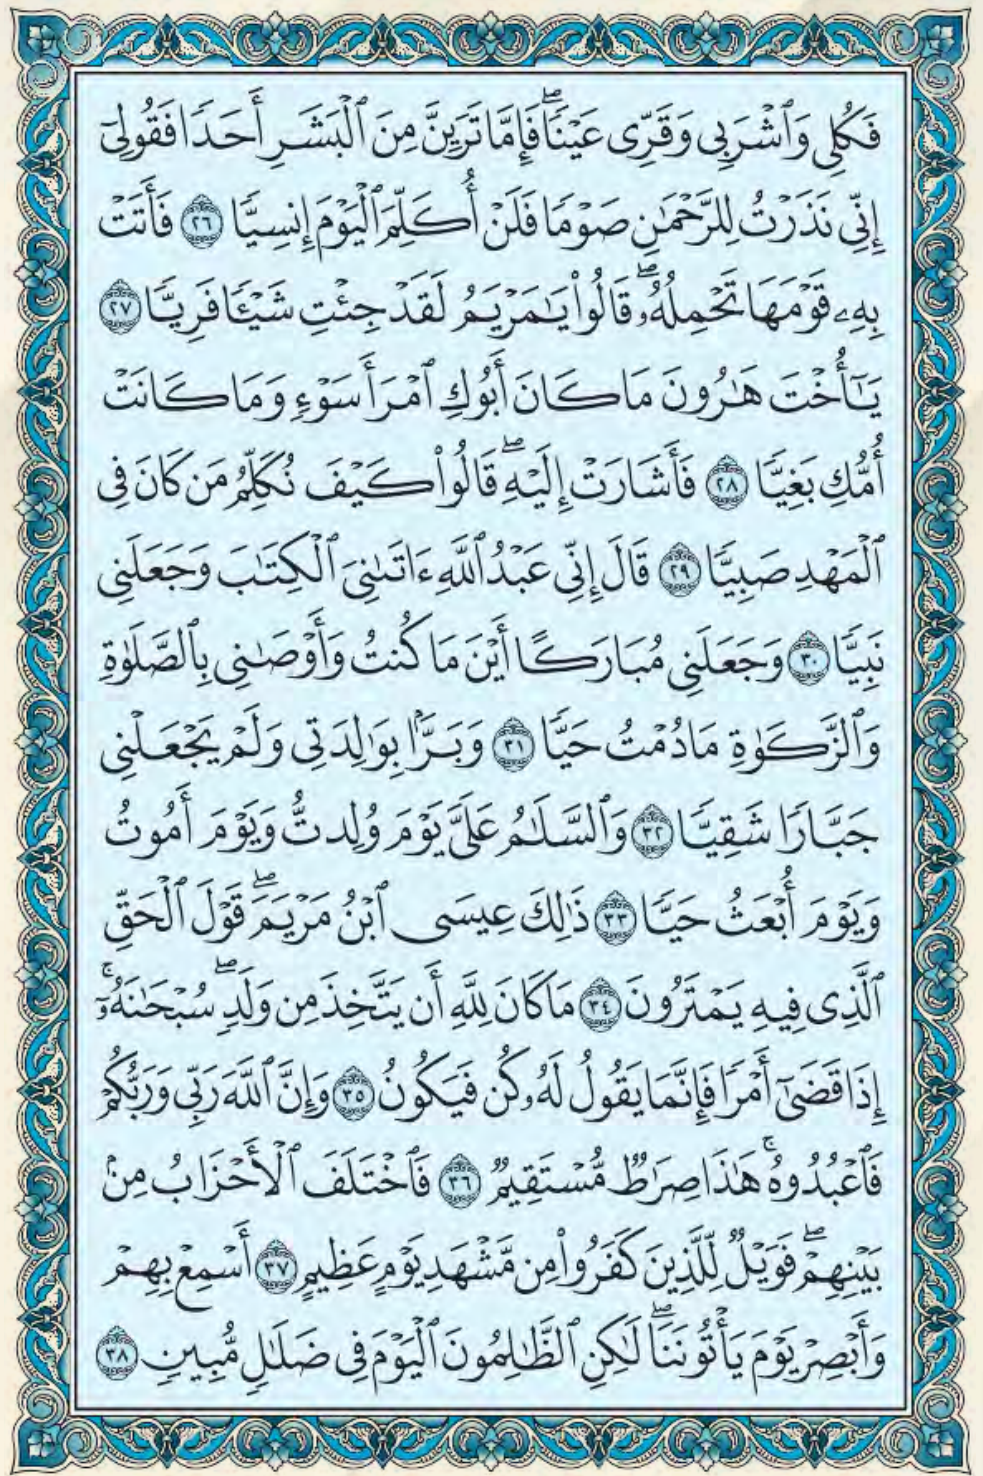 فَكُلِي وَٱشْرَبِي وَقَرِّي عَيْنٗاۖ فَإِمَّا تَرَيِنَّ مِنَ ٱلْبَشَرِ أَحَدٗا فَقُولِيٓ
إِنِّي نَذَرْتُ لِلرَّحْمَٰنِ صَوْمٗا فَلَنْ أُكَلِّمَ ٱلْيَوْمَ إِنسِيّٗا ٢٦ فَأَتَتْ
بِهِۦ قَوْمَهَا تَحْمِلُهُۥۖ قَالُوا۟ يَٰمَرْيَمُ لَقَدْ جِئْتِ شَيْـٔٗا فَرِيّٗا ٢٧
يَٰٓأُخْتَ هَٰرُونَ مَا كَانَ أَبُوكِ ٱمْرَأَ سَوْءٖ وَمَا كَانَتْ
أُمُّكِ بَغِيّٗا ٢٨ فَأَشَارَتْ إِلَيْهِۖ قَالُوا۟ كَيْفَ نُكَلِّمُ مَن كَانَ فِي
ٱلْمَهْدِ صَبِيّٗا ٢٩ قَالَ إِنِّي عَبْدُ ٱللَّهِ ءَاتَىٰنِيَ ٱلْكِتَٰبَ وَجَعَلَنِي
نَبِيّٗا ٣٠ وَجَعَلَنِي مُبَارَكًا أَيْنَ مَا كُنتُ وَأَوْصَٰنِي بِٱلصَّلَوٰةِ
وَٱلزَّكَوٰةِ مَا دُمْتُ حَيّٗا ٣١ وَبَرَّۢا بِوَٰلِدَتِي وَلَمْ يَجْعَلْنِي
جَبَّارٗا شَقِيّٗا ٣٢ وَٱلسَّلَٰمُ عَلَيَّ يَوْمَ وُلِدتُّ وَيَوْمَ أَمُوتُ
وَيَوْمَ أُبْعَثُ حَيّٗا ٣٣ ذَٰلِكَ عِيسَى ٱبْنُ مَرْيَمَۖ قَوْلَ ٱلْحَقِّ
ٱلَّذِي فِيهِ يَمْتَرُونَ ٣٤ مَا كَانَ لِلَّهِ أَن يَتَّخِذَ مِن وَلَدٖۖ سُبْحَٰنَهُۥٓۚ
إِذَا قَضَىٰٓ أَمْرٗا فَإِنَّمَا يَقُولُ لَهُۥ كُن فَيَكُونُ ٣٥ وَإِنَّ ٱللَّهَ رَبِّي وَرَبُّكُمْ
فَٱعْبُدُوهُۚ هَٰذَا صِرَٰطٞ مُّسْتَقِيمٞ ٣٦ فَٱخْتَلَفَ ٱلْأَحْزَابُ مِنۢ
بَيْنِهِمْۖ فَوَيْلٞ لِّلَّذِينَ كَفَرُوا۟ مِن مَّشْهَدِ يَوْمٍ عَظِيمٍ ٣٧ أَسْمِعْ بِهِمْ
وَأَبْصِرْ يَوْمَ يَأْتُونَنَاۖ لَٰكِنِ ٱلظَّٰلِمُونَ ٱلْيَوْمَ فِي ضَلَٰلٖ مُّبِينٖ ٣٨